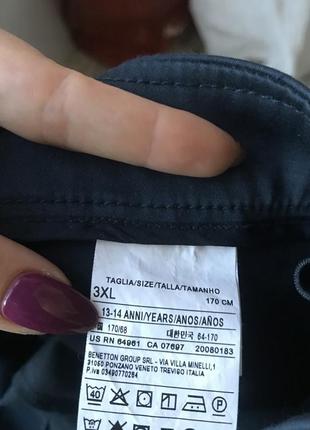 TAGLIA/SIZE/TALLA/TAMANHO
3XL 170 CM
13-14 ANNI/YEARS/ANOS/AÑOS
170/68 대한민국 64-170
US RN 64961 CA 07697 20080183
BENETTON GROUP SRL - VIA VILLA MINELLI,1
31050 PONZANO VENETO TREVISO ITALIA
P.iva 03490770264
40